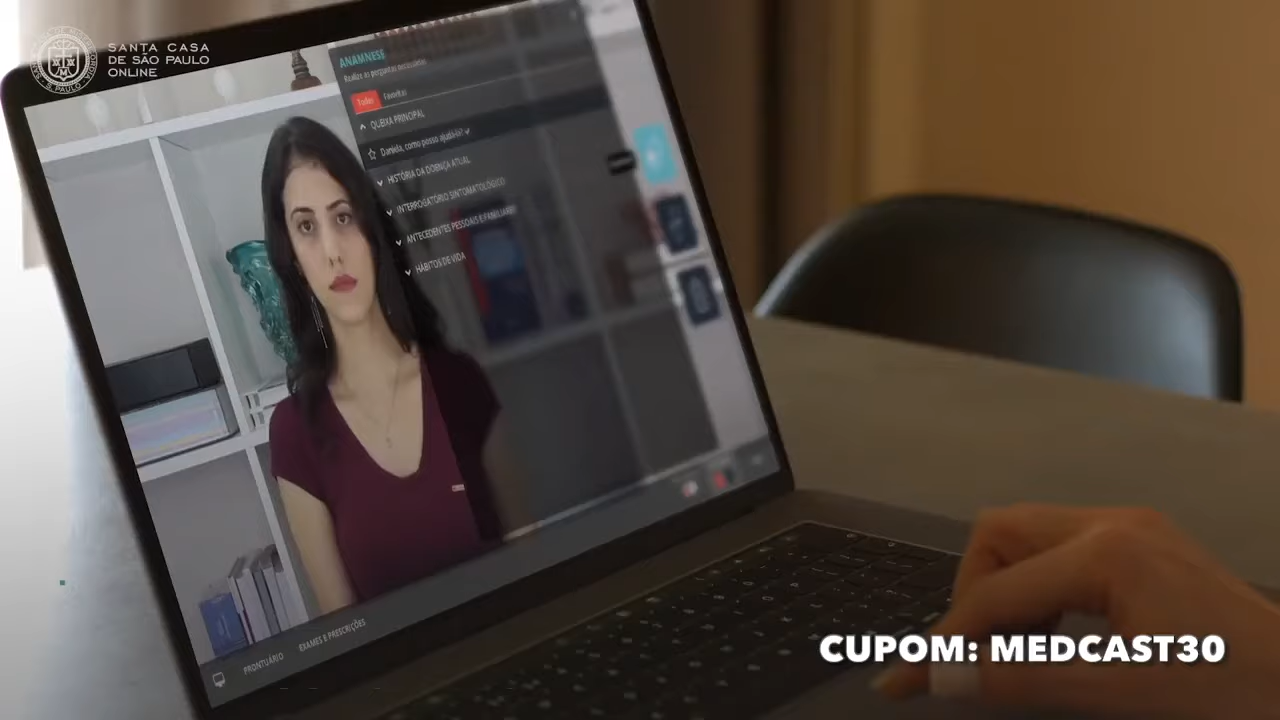 SANTA CASA
DE SÃO PAULO
ONLINE
ANAMNESE
Realize as perguntas necessárias
Todas
Favoritas
QUEIXA PRINCIPAL
Daniela, como posso ajudá-la?
HISTÓRIA DA DOENÇA ATUAL
INTERROGATÓRIO SINTOMATOLÓGICO
ANTECEDENTES PESSOAIS E FAMILIARES
HÁBITOS DE VIDA
PRONTUÁRIO
EXAMES E PRESCRIÇÕES
CUPOM: MEDCAST30